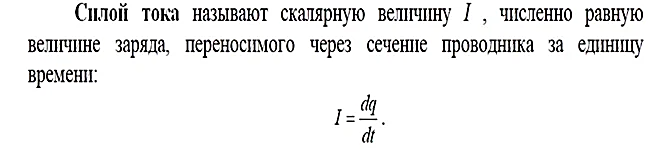 Силой тока называют скалярную величину I , численно равную
величине заряда, переносимого через сечение проводника за единицу
времени:
I = dq/dt.